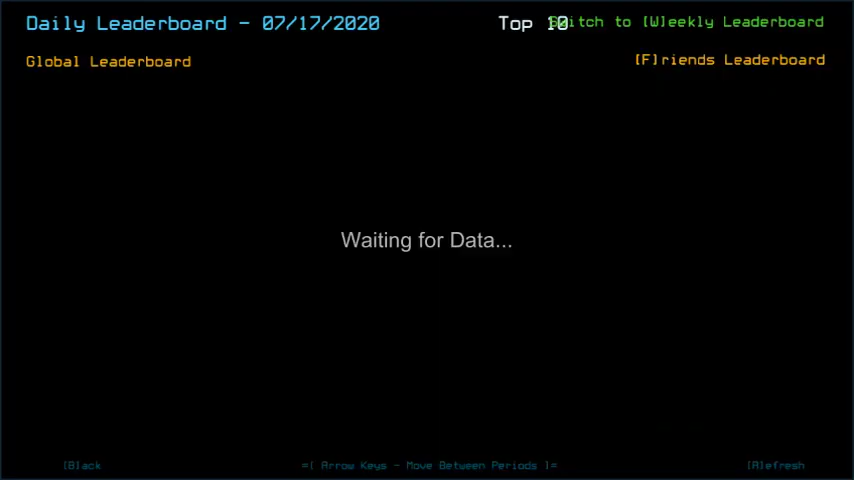 Daily Leaderboard - 07/17/2020 Top 10 Switch to [W]eekly Leaderboard
Global Leaderboard [F]riends Leaderboard
Waiting for Data...
[B]ack =[ Arrow Keys - Move Between Periods ]= [R]efresh